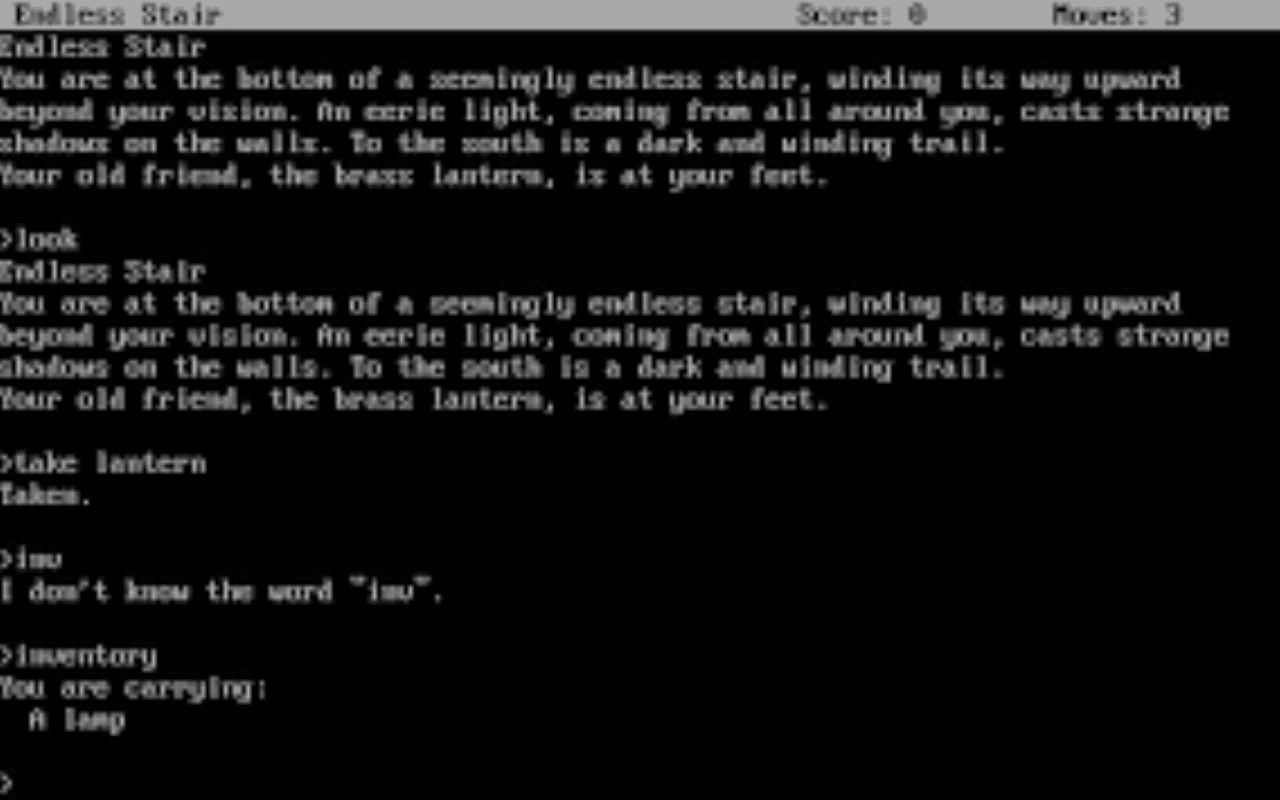 Endless Stair Score: 0 Moves: 3
Endless Stair
You are at the bottom of a seemingly endless stair, winding its way upward
beyond your vision. An eerie light, coming from all around you, casts strange
shadows on the walls. To the south is a dark and winding trail.
Your old friend, the brass lantern, is at your feet.
>look
Endless Stair
You are at the bottom of a seemingly endless stair, winding its way upward
beyond your vision. An eerie light, coming from all around you, casts strange
shadows on the walls. To the south is a dark and winding trail.
Your old friend, the brass lantern, is at your feet.
>take lantern
Taken.
>inv
I don't know the word "inv".
>inventory
You are carrying:
A lamp
>